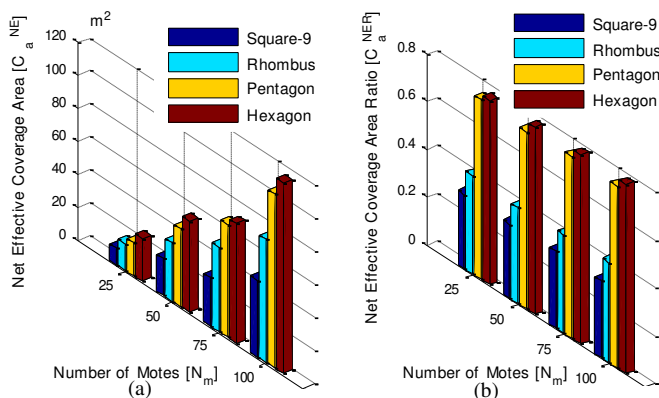 m²
Net Effective Coverage Area [C_a^NE]
120
100
80
60
40
20
0
Square-9
Rhombus
Pentagon
Hexagon
25
50
75
100
Number of Motes [N_m]
(a)
Net Effective Coverage Area Ratio [C_a^NER]
0.8
0.6
0.4
0.2
0
Square-9
Rhombus
Pentagon
Hexagon
25
50
75
100
Number of Motes [N_m]
(b)